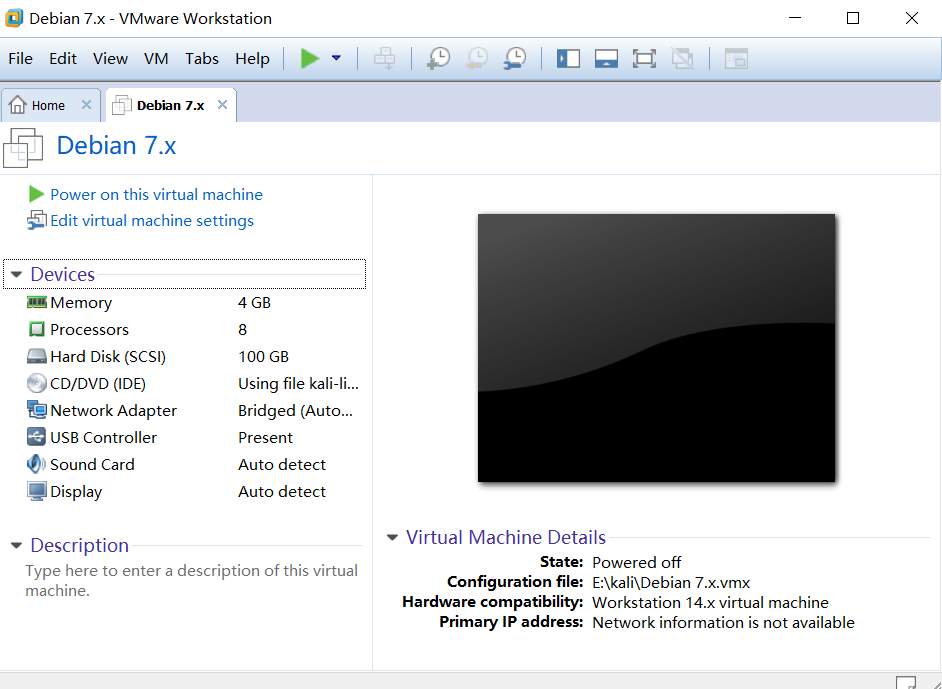 Debian 7.x - VMware Workstation
File Edit View VM Tabs Help
Home Debian 7.x
Debian 7.x
Power on this virtual machine
Edit virtual machine settings
Devices
Memory 4 GB
Processors 8
Hard Disk (SCSI) 100 GB
CD/DVD (IDE) Using file kali-li...
Network Adapter Bridged (Auto...
USB Controller Present
Sound Card Auto detect
Display Auto detect
Description
Type here to enter a description of this virtual
machine.
Virtual Machine Details
State: Powered off
Configuration file: E:\kali\Debian 7.x.vmx
Hardware compatibility: Workstation 14.x virtual machine
Primary IP address: Network information is not available